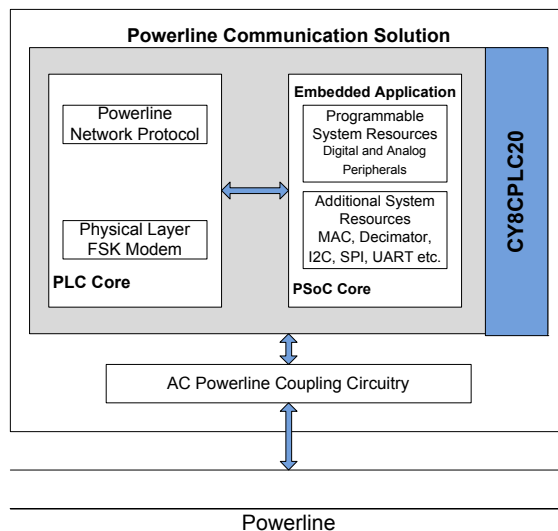 Powerline Communication Solution
Powerline
Network Protocol
Physical Layer
FSK Modem
PLC Core
Embedded Application
Programmable
System Resources
Digital and Analog
Peripherals
Additional System
Resources
MAC, Decimator,
I2C, SPI, UART etc.
PSoC Core
CY8CPLC20
AC Powerline Coupling Circuitry
Powerline